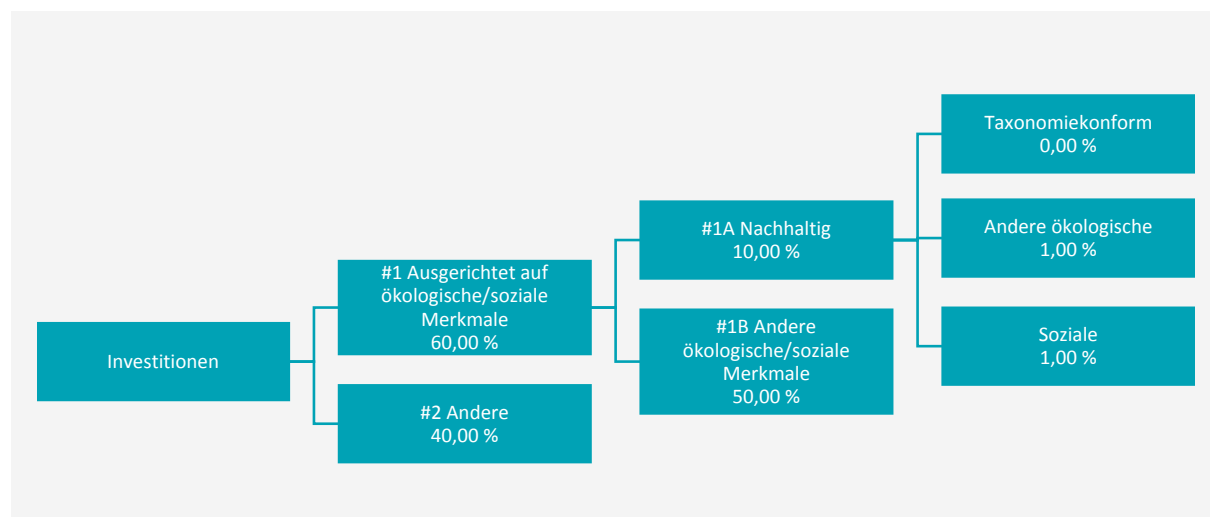 Investitionen
#1 Ausgerichtet auf
ökologische/soziale
Merkmale
60,00 %
#2 Andere
40,00 %
#1A Nachhaltig
10,00 %
#1B Andere
ökologische/soziale
Merkmale
50,00 %
Taxonomiekonform
0,00 %
Andere ökologische
1,00 %
Soziale
1,00 %